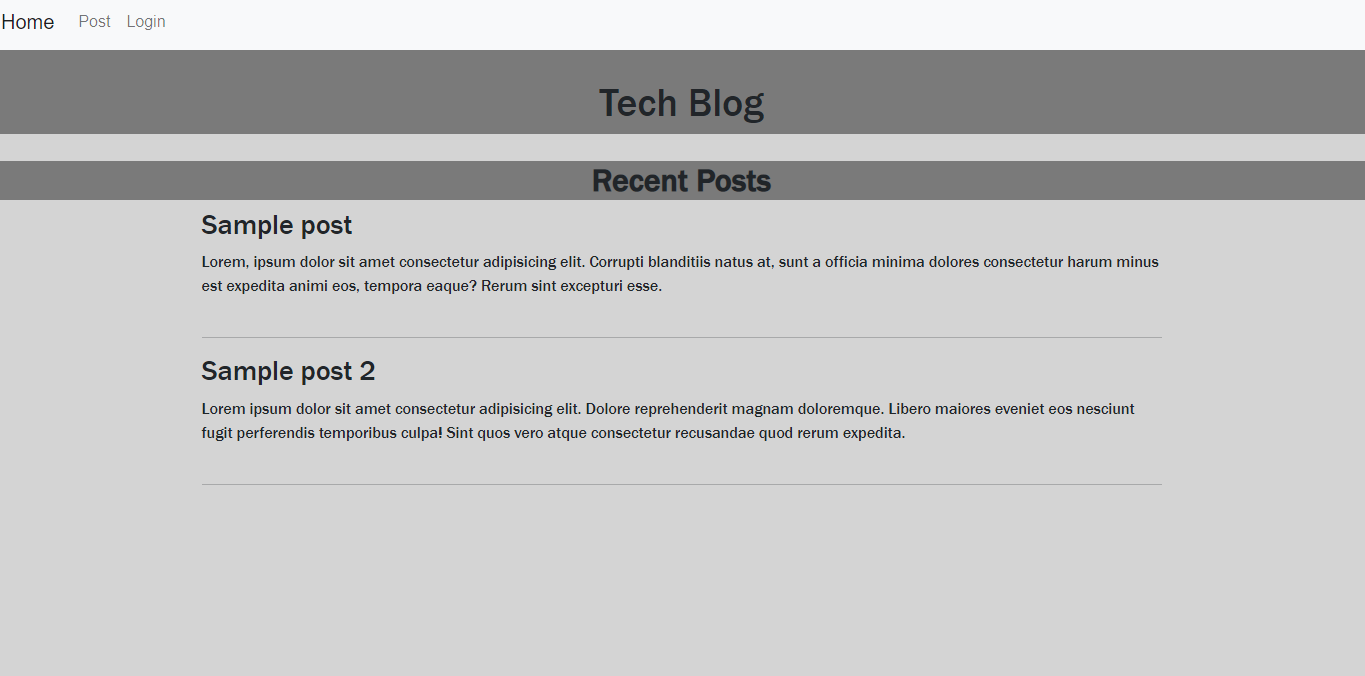 Home Post Login
Tech Blog
Recent Posts
Sample post
Lorem, ipsum dolor sit amet consectetur adipisicing elit. Corrupti blanditiis natus at, sunt a officia minima dolores consectetur harum minus
est expedita animi eos, tempora eaque? Rerum sint excepturi esse.
Sample post 2
Lorem ipsum dolor sit amet consectetur adipisicing elit. Dolore reprehenderit magnam doloremque. Libero maiores eveniet eos nesciunt
fugit perferendis temporibus culpa! Sint quos vero atque consectetur recusandae quod rerum expedita.